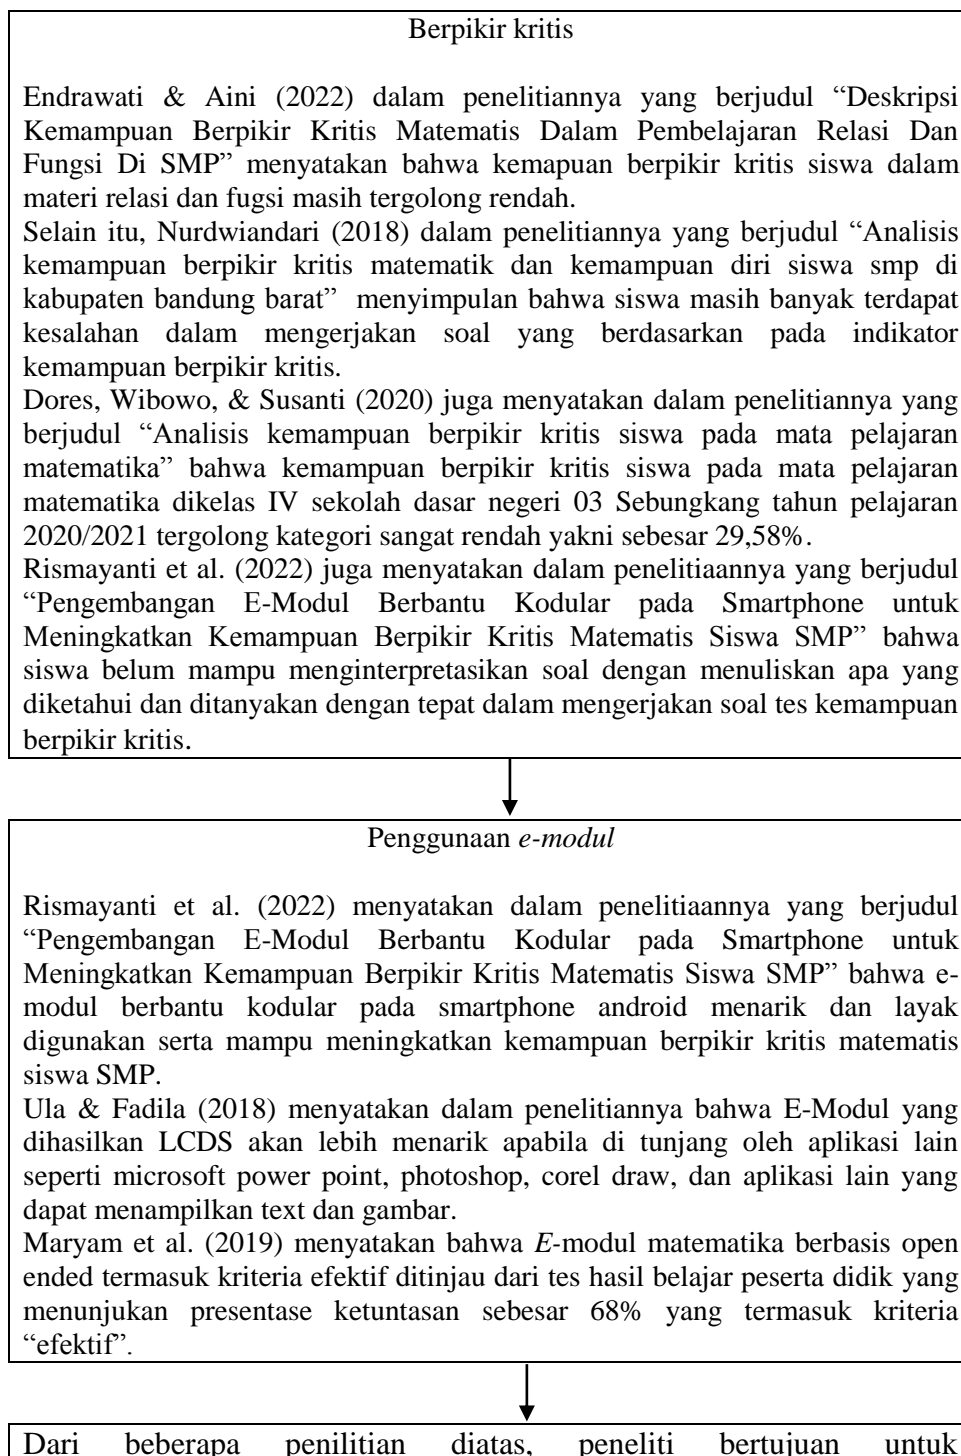 Berpikir kritis
Endrawati & Aini (2022) dalam penelitiannya yang berjudul “Deskripsi
Kemampuan Berpikir Kritis Matematis Dalam Pembelajaran Relasi Dan
Fungsi Di SMP” menyatakan bahwa kemapuan berpikir kritis siswa dalam
materi relasi dan fugsi masih tergolong rendah.
Selain itu, Nurdwiandari (2018) dalam penelitiannya yang berjudul “Analisis
kemampuan berpikir kritis matematik dan kemampuan diri siswa smp di
kabupaten bandung barat” menyimpulan bahwa siswa masih banyak terdapat
kesalahan dalam mengerjakan soal yang berdasarkan pada indikator
kemampuan berpikir kritis.
Dores, Wibowo, & Susanti (2020) juga menyatakan dalam penelitiannya yang
berjudul “Analisis kemampuan berpikir kritis siswa pada mata pelajaran
matematika” bahwa kemampuan berpikir kritis siswa pada mata pelajaran
matematika dikelas IV sekolah dasar negeri 03 Sebungkang tahun pelajaran
2020/2021 tergolong kategori sangat rendah yakni sebesar 29,58%.
Rismayanti et al. (2022) juga menyatakan dalam penelitiaannya yang berjudul
“Pengembangan E-Modul Berbantu Kodular pada Smartphone untuk
Meningkatkan Kemampuan Berpikir Kritis Matematis Siswa SMP” bahwa
siswa belum mampu menginterpretasikan soal dengan menuliskan apa yang
diketahui dan ditanyakan dengan tepat dalam mengerjakan soal tes kemampuan
berpikir kritis.
Penggunaan e-modul
Rismayanti et al. (2022) menyatakan dalam penelitiaannya yang berjudul
“Pengembangan E-Modul Berbantu Kodular pada Smartphone untuk
Meningkatkan Kemampuan Berpikir Kritis Matematis Siswa SMP” bahwa e-
modul berbantu kodular pada smartphone android menarik dan layak
digunakan serta mampu meningkatkan kemampuan berpikir kritis matematis
siswa SMP.
Ula & Fadila (2018) menyatakan dalam penelitiannya bahwa E-Modul yang
dihasilkan LCDS akan lebih menarik apabila di tunjang oleh aplikasi lain
seperti microsoft power point, photoshop, corel draw, dan aplikasi lain yang
dapat menampilkan text dan gambar.
Maryam et al. (2019) menyatakan bahwa E-modul matematika berbasis open
ended termasuk kriteria efektif ditinjau dari tes hasil belajar peserta didik yang
menunjukan presentase ketuntasan sebesar 68% yang termasuk kriteria
“efektif”.
Dari beberapa penilitian diatas, peneliti bertujuan untuk